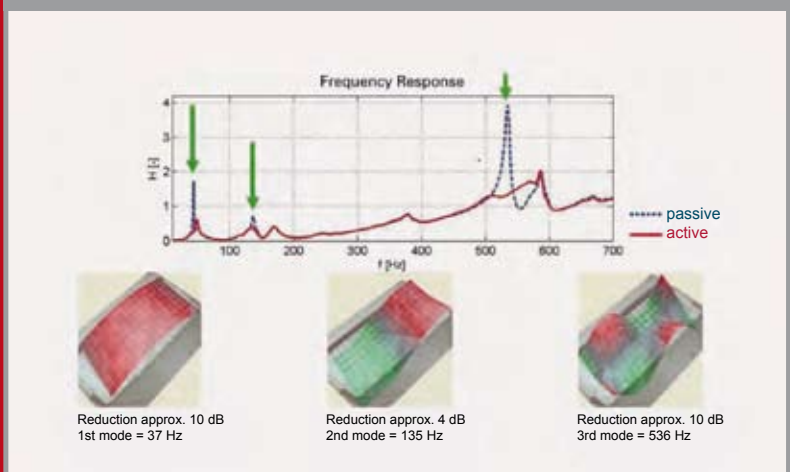 Frequency Response
4
3
2
1
0
H [-]
100 200 300 400 500 600 700
f [Hz]
passive
active
Reduction approx. 10 dB
1st mode = 37 Hz
Reduction approx. 4 dB
2nd mode = 135 Hz
Reduction approx. 10 dB
3rd mode = 536 Hz